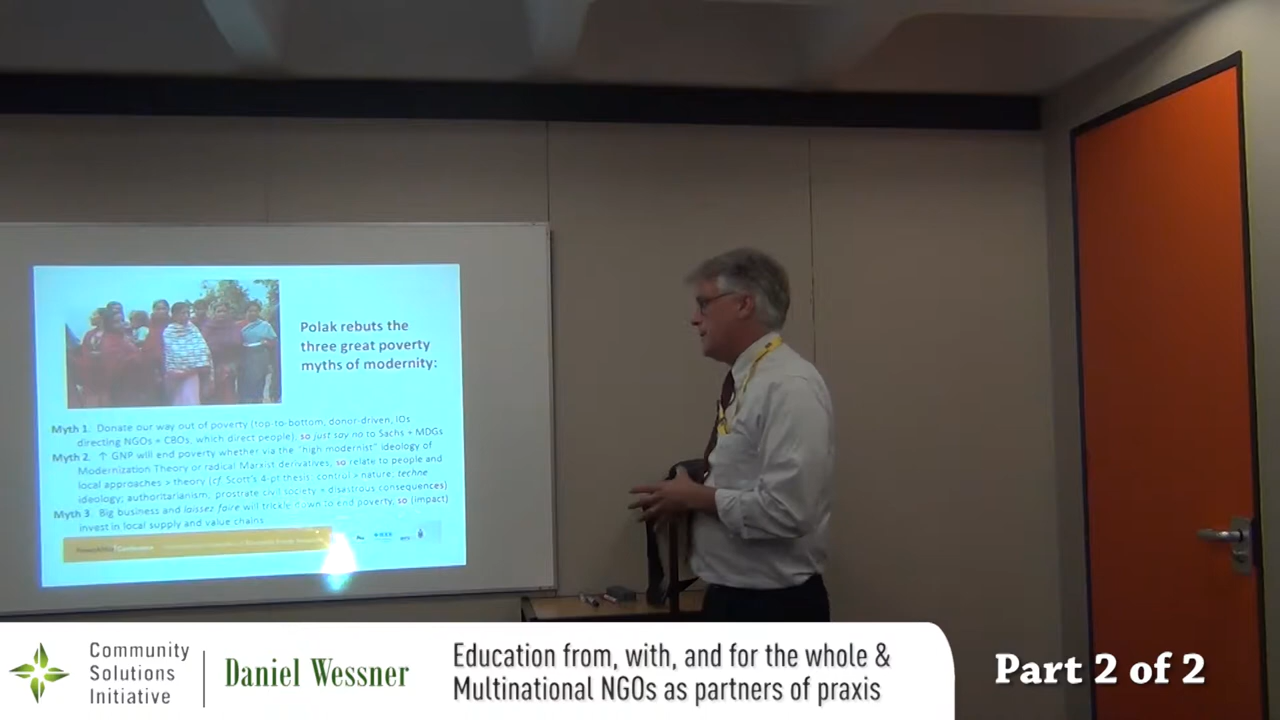 Polak rebuts the
three great poverty
myths of modernity:
Myth 1. Donate our way out of poverty (top-to-bottom, donor-driven, IOs
directing NGOs + CBOs, which direct people), so just say no to Sachs + MDGs
Myth 2. ↑ GNP will end poverty whether via the "high modernist" ideology of
Modernization Theory or radical Marxist derivatives, so relate to people and
local approaches > theory (cf Scott's 4-pt thesis: control > nature; techne
ideology; authoritarianism, prostrate civil society = disastrous consequences)
Myth 3. Big business and laissez faire will trickle down to end poverty, so (impact)
invest in local supply and value chains
Community
Solutions
Initiative
Daniel Wessner
Education from, with, and for the whole &
Multinational NGOs as partners of praxis
Part 2 of 2